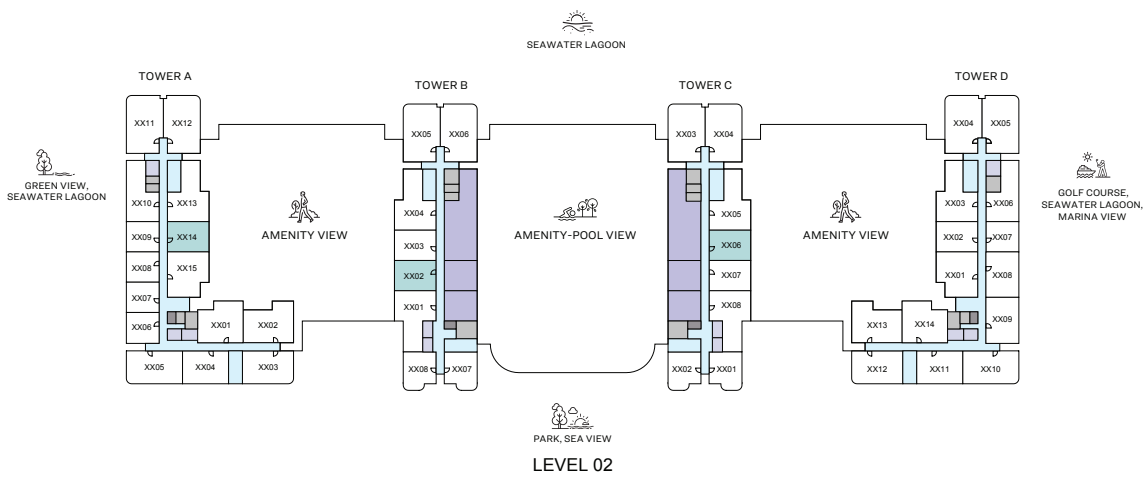 SEAWATER LAGOON
TOWER A
TOWER B
TOWER C
TOWER D
XX11
XX12
XX05
XX06
XX03
XX04
XX04
XX05
GREEN VIEW,
SEAWATER LAGOON
GOLF COURSE,
SEAWATER LAGOON,
MARINA VIEW
XX10
XX13
XX04
XX05
XX03
XX06
XX09
XX14
AMENITY VIEW
XX03
AMENITY-POOL VIEW
XX06
AMENITY VIEW
XX02
XX07
XX08
XX15
XX02
XX07
XX01
XX08
XX07
XX01
XX08
XX06
XX01
XX02
XX13
XX14
XX09
XX05
XX04
XX03
XX08
XX07
XX02
XX01
XX12
XX11
XX10
PARK, SEA VIEW
LEVEL 02